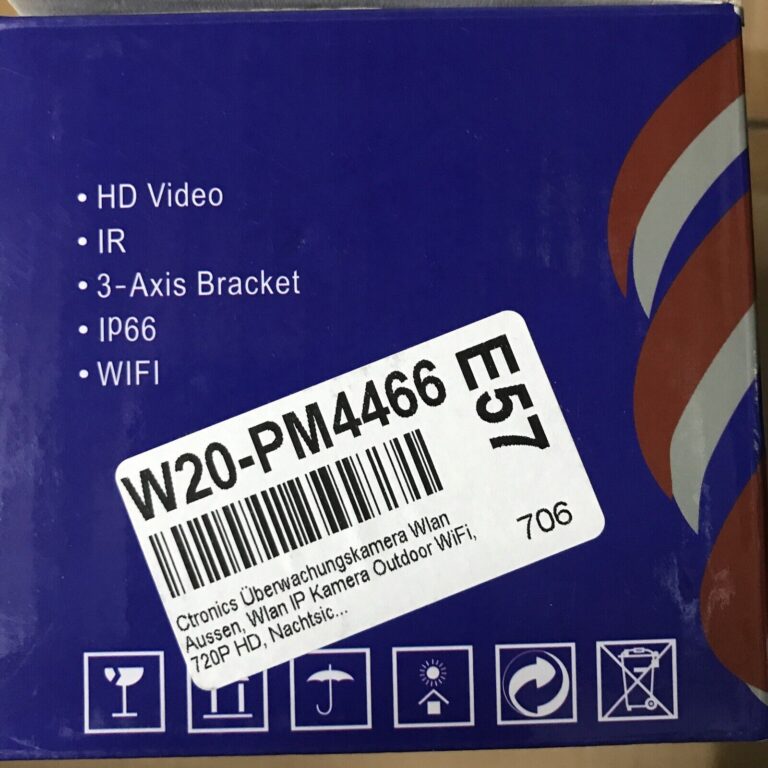 • HD Video
• IR
• 3-Axis Bracket
• IP66
• WIFI
W20-PM4466
E57
Ctronics Überwachungskamera Wlan
Aussen, Wlan IP Kamera Outdoor WiFi,
720P HD, Nachtsic...
706